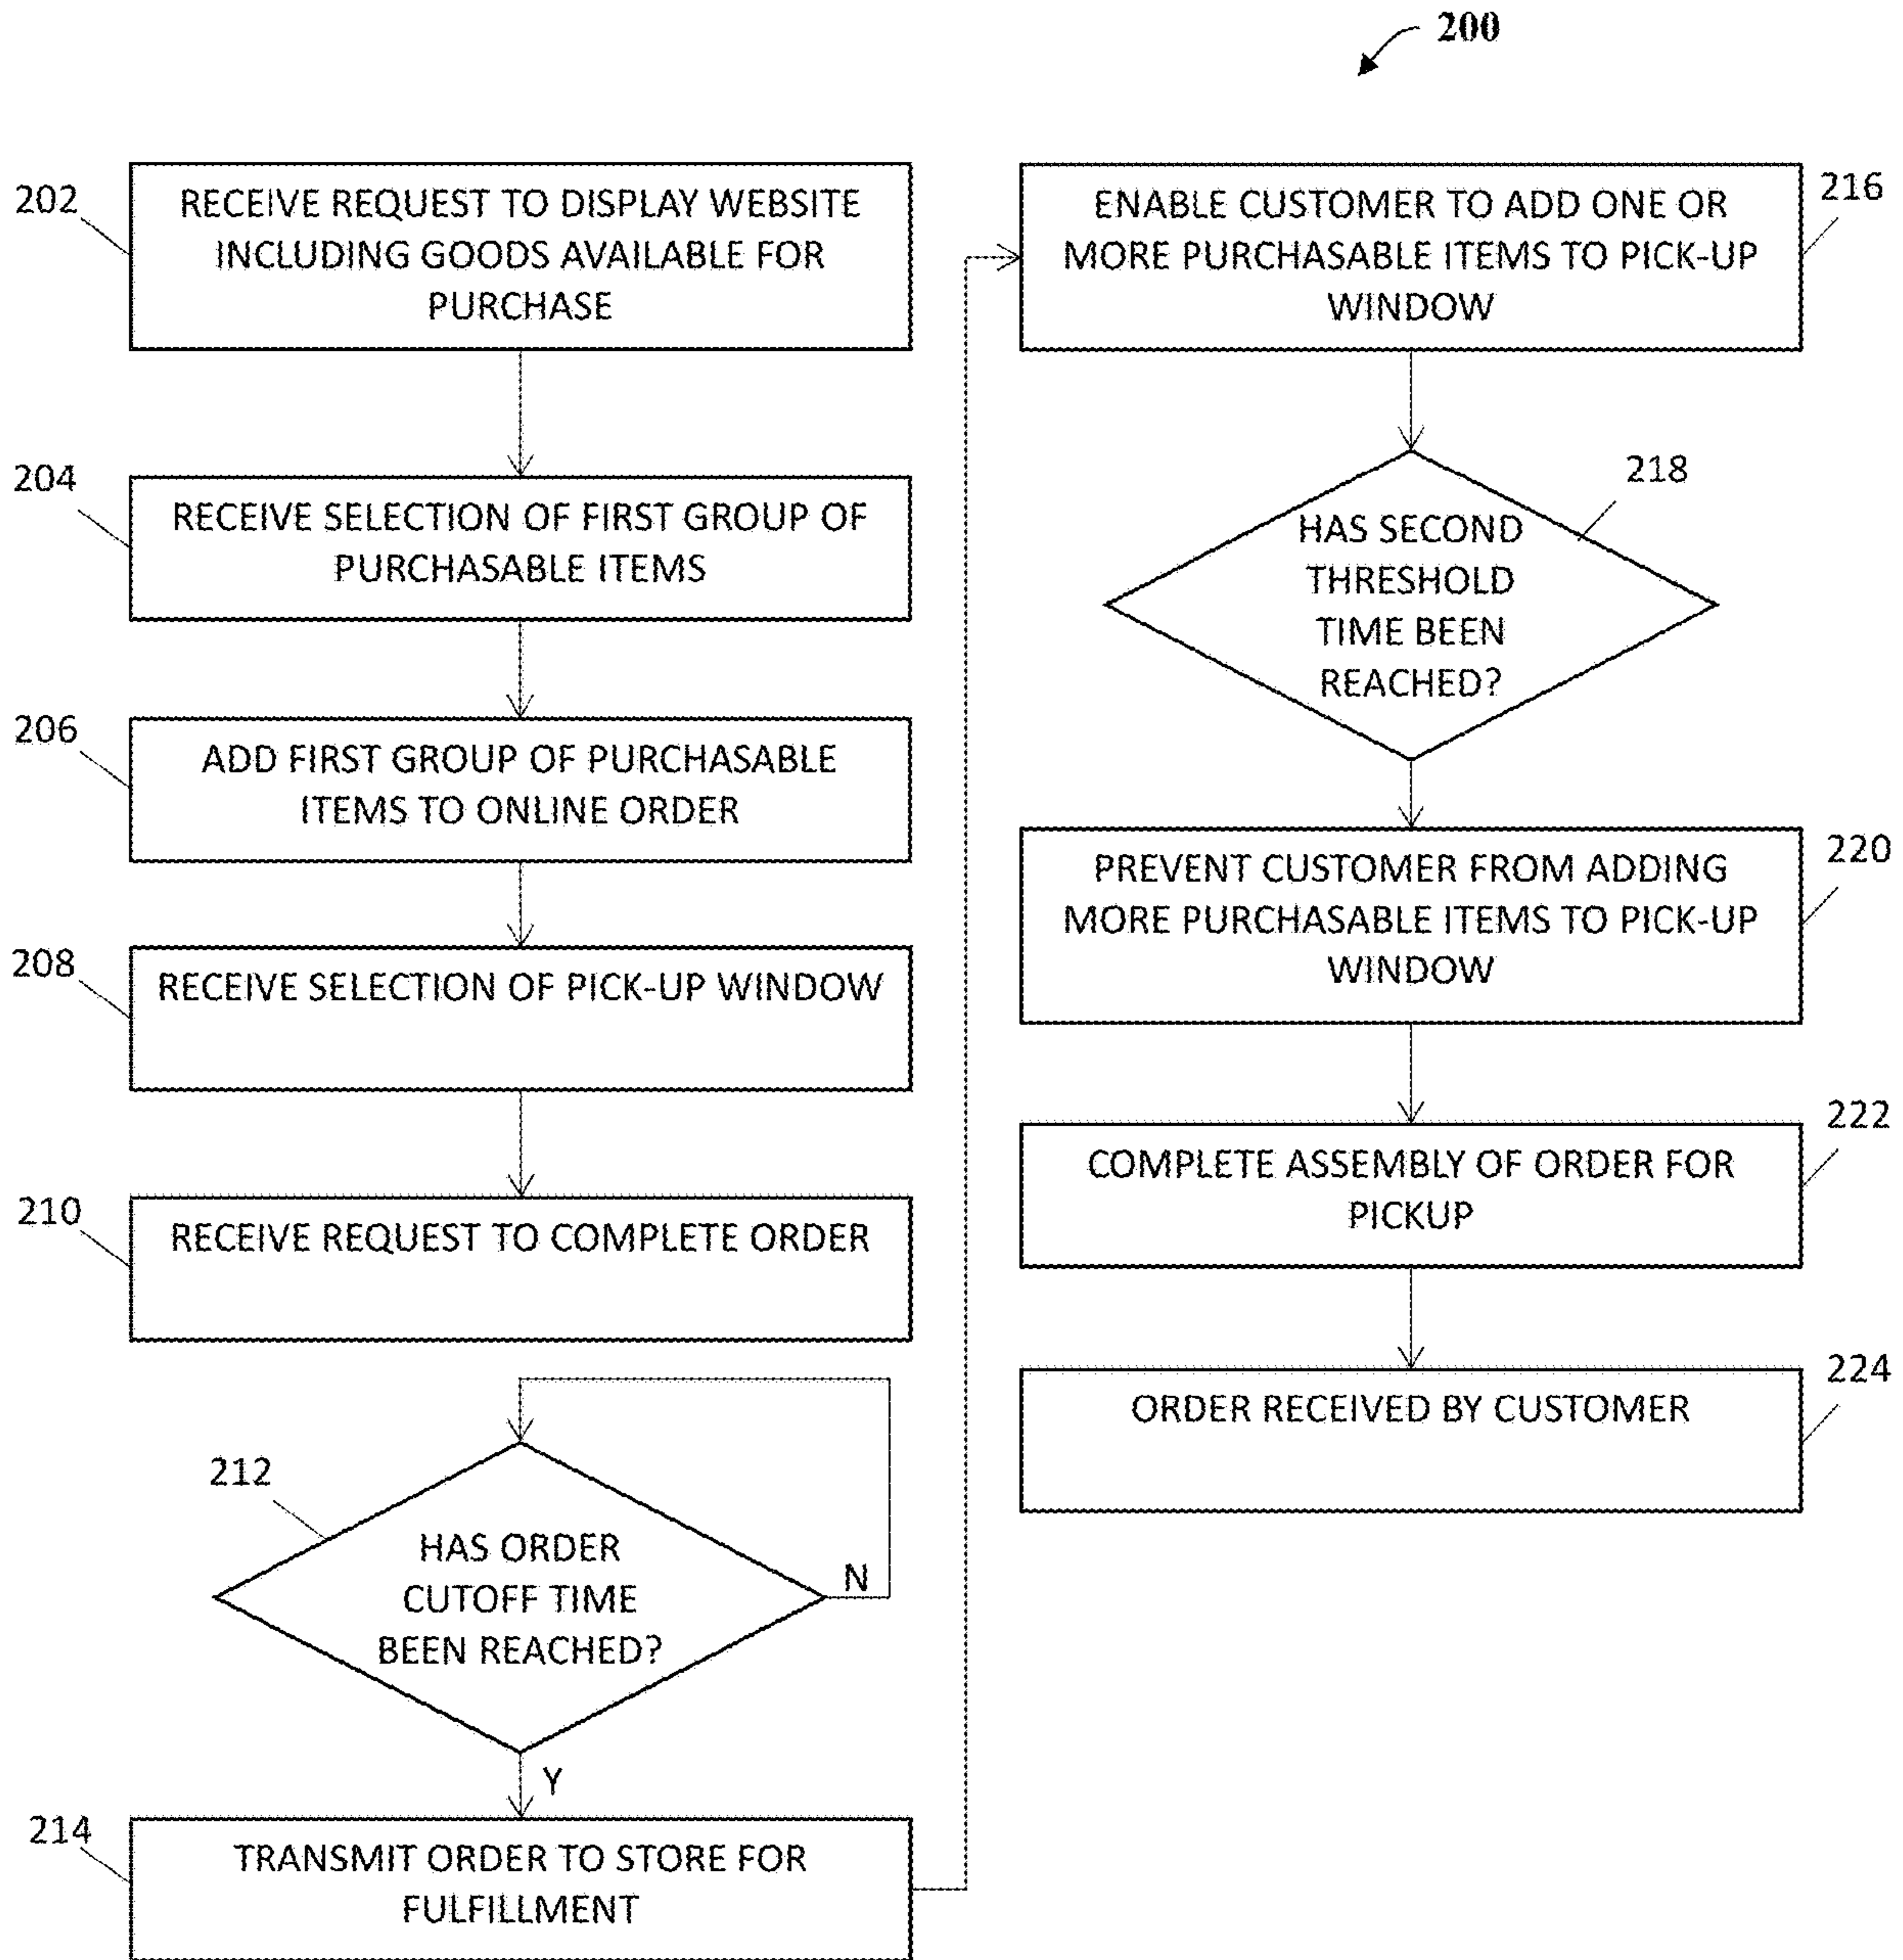 200
202
RECEIVE REQUEST TO DISPLAY WEBSITE
INCLUDING GOODS AVAILABLE FOR
PURCHASE
204
RECEIVE SELECTION OF FIRST GROUP OF
PURCHASABLE ITEMS
206
ADD FIRST GROUP OF PURCHASABLE
ITEMS TO ONLINE ORDER
208
RECEIVE SELECTION OF PICK-UP WINDOW
210
RECEIVE REQUEST TO COMPLETE ORDER
212
HAS ORDER
CUTOFF TIME
BEEN REACHED?
N
Y
214
TRANSMIT ORDER TO STORE FOR
FULFILLMENT
216
ENABLE CUSTOMER TO ADD ONE OR
MORE PURCHASABLE ITEMS TO PICK-UP
WINDOW
218
HAS SECOND
THRESHOLD
TIME BEEN
REACHED?
220
PREVENT CUSTOMER FROM ADDING
MORE PURCHASABLE ITEMS TO PICK-UP
WINDOW
222
COMPLETE ASSEMBLY OF ORDER FOR
PICKUP
224
ORDER RECEIVED BY CUSTOMER